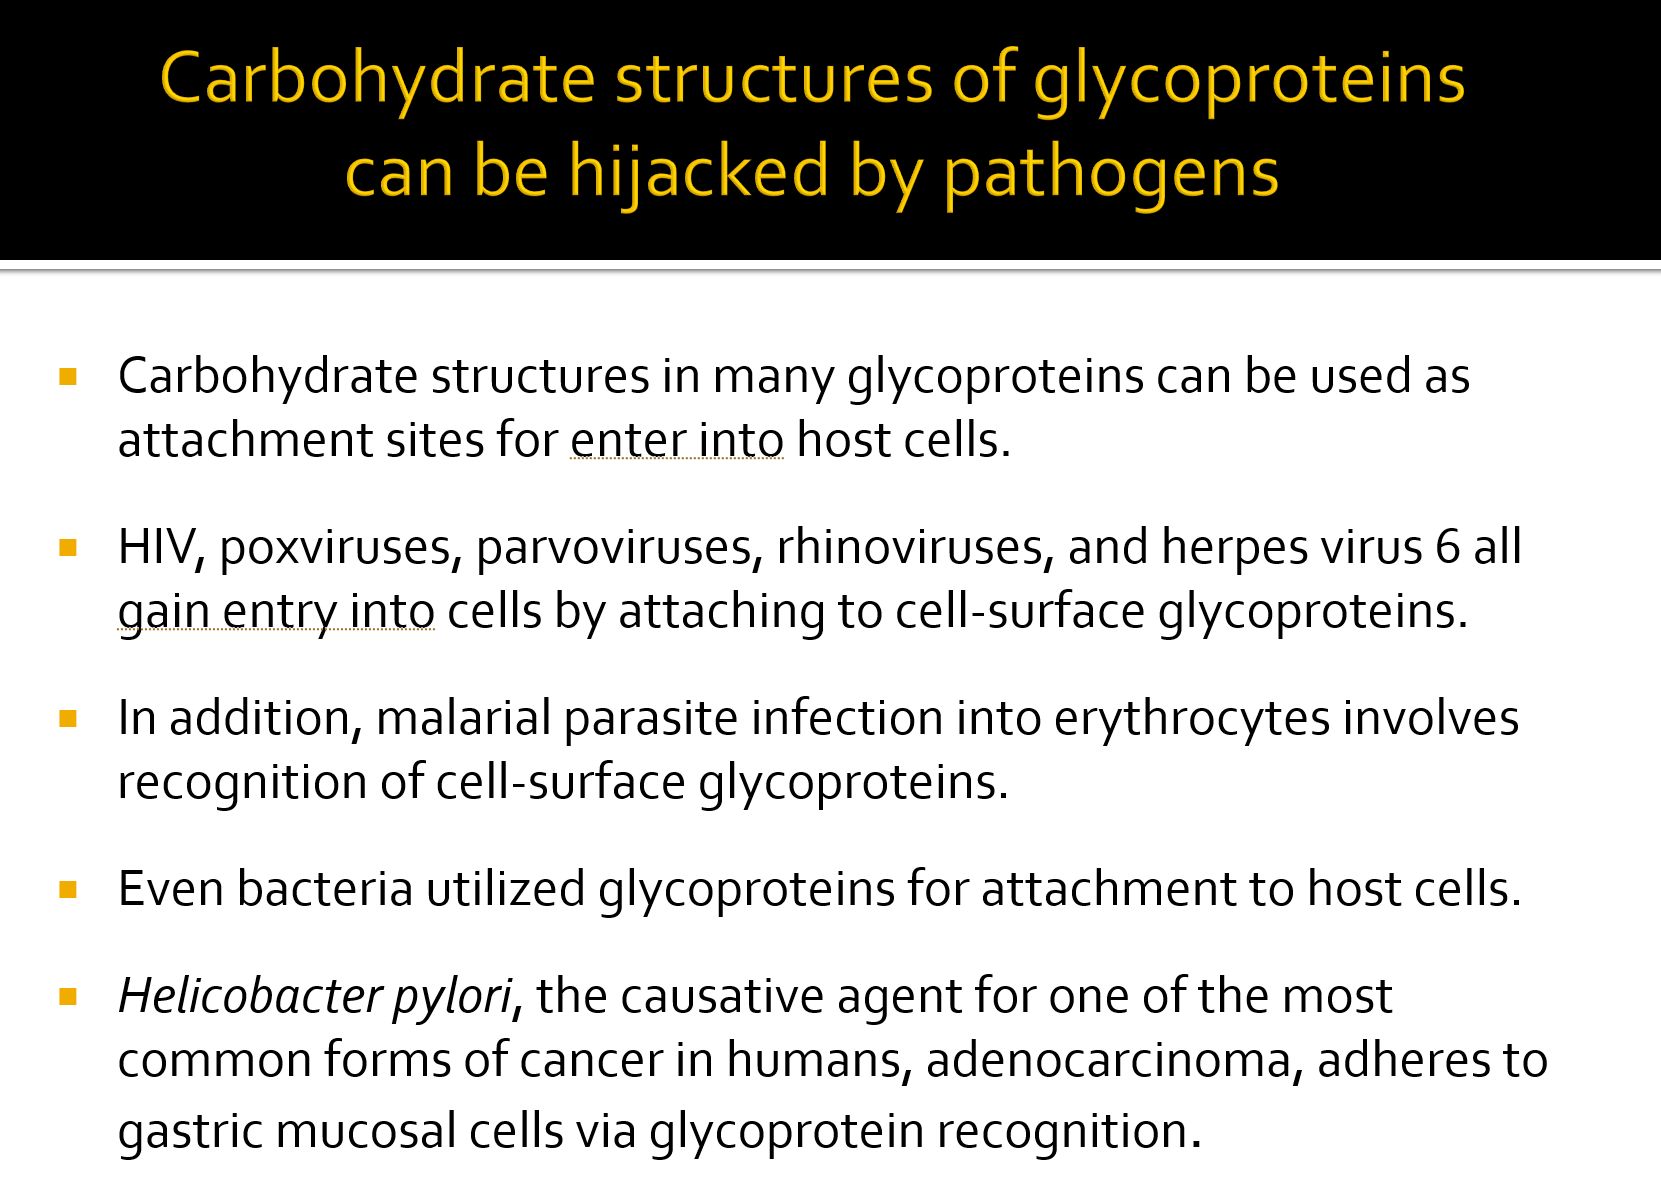 Carbohydrate structures of glycoproteins
can be hijacked by pathogens
Carbohydrate structures in many glycoproteins can be used as
attachment sites for enter into host cells.
HIV, poxviruses, parvoviruses, rhinoviruses, and herpes virus 6 all
gain entry into cells by attaching to cell-surface glycoproteins.
In addition, malarial parasite infection into erythrocytes involves
recognition of cell-surface glycoproteins.
Even bacteria utilized glycoproteins for attachment to host cells.
Helicobacter pylori, the causative agent for one of the most
common forms of cancer in humans, adenocarcinoma, adheres to
gastric mucosal cells via glycoprotein recognition.